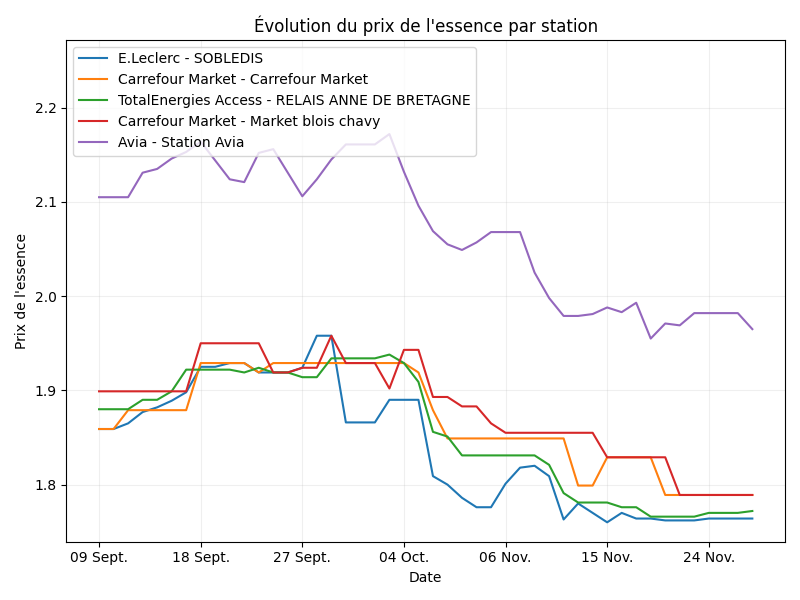 Évolution du prix de l'essence par station
E.Leclerc - SOBLEDIS
Carrefour Market - Carrefour Market
TotalEnergies Access - RELAIS ANNE DE BRETAGNE
Carrefour Market - Market blois chavy
Avia - Station Avia
Prix de l'essence
2.2
2.1
2.0
1.9
1.8
09 Sept.
18 Sept.
27 Sept.
04 Oct.
06 Nov.
15 Nov.
24 Nov.
Date